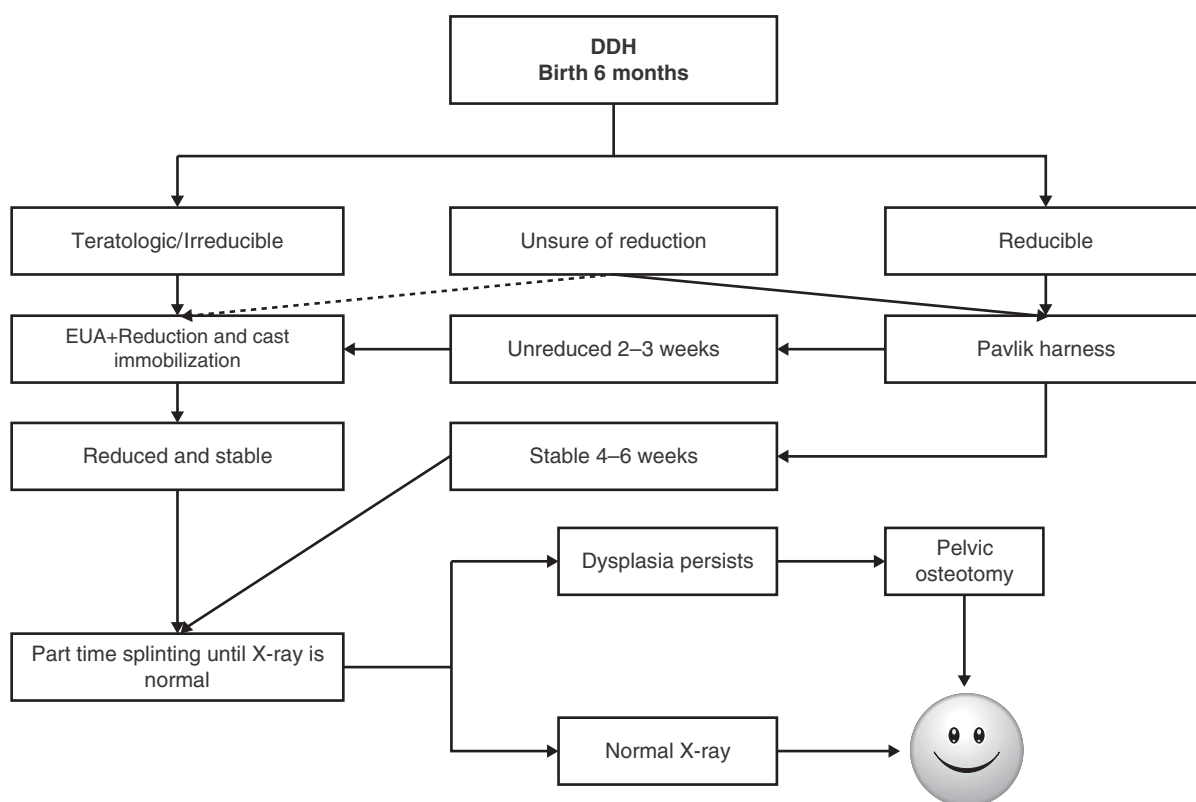 DDH
Birth 6 months
Teratologic/Irreducible
Unsure of reduction
Reducible
EUA+Reduction and cast
immobilization
Unreduced 2–3 weeks
Pavlik harness
Reduced and stable
Stable 4–6 weeks
Dysplasia persists
Pelvic
osteotomy
Part time splinting until X-ray is
normal
Normal X-ray